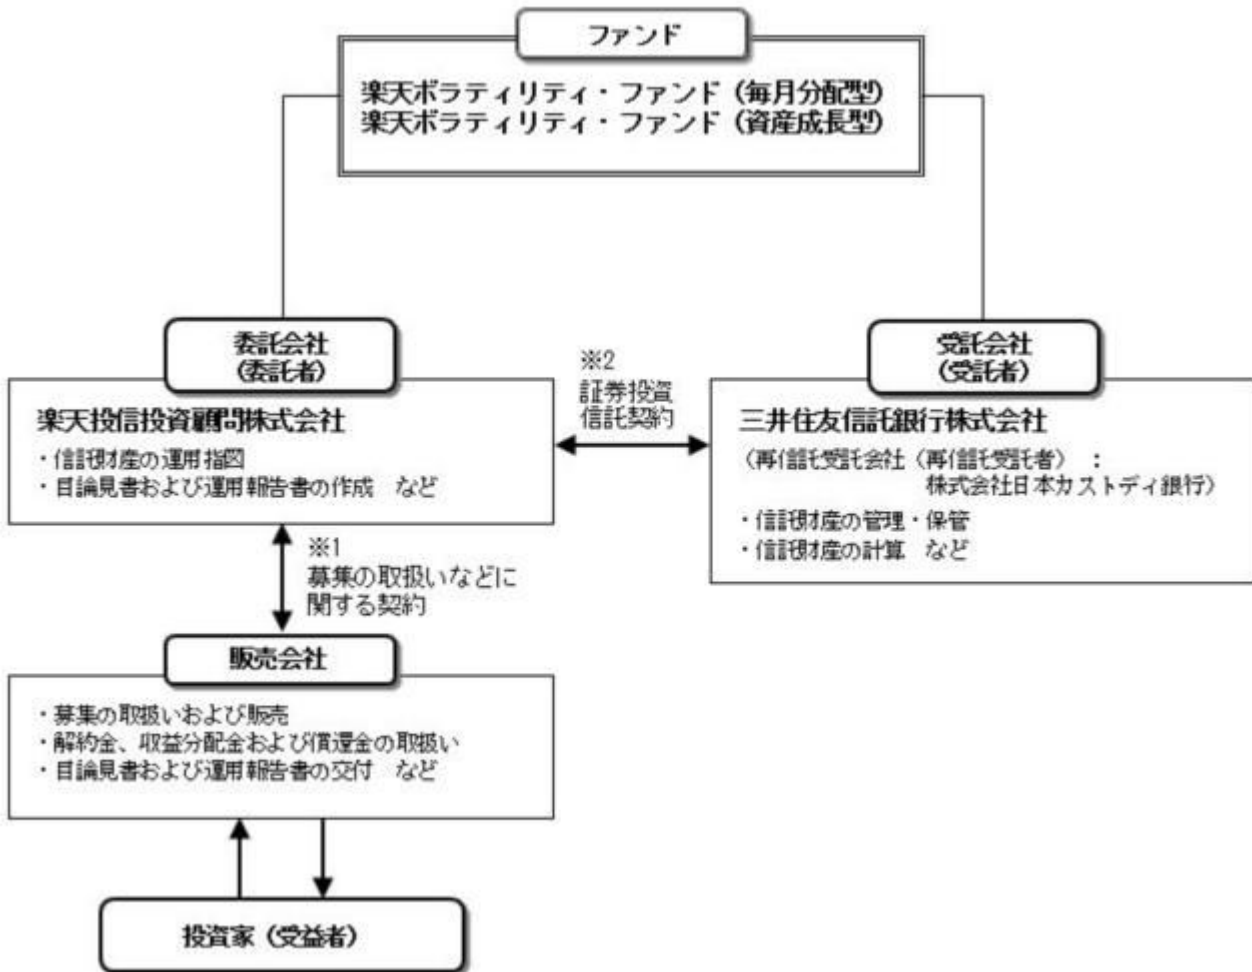 ファンド
楽天ボラティリティ・ファンド（毎月分配型）
楽天ボラティリティ・ファンド（資産成長型）
委託会社
（委託者）
楽天投信投資顧問株式会社
・信託財産の運用指図
・目論見書および運用報告書の作成　など
※2
証券投資
信託契約
受託会社
（受託者）
三井住友信託銀行株式会社
（再信託受託会社（再信託受託者）：
株式会社日本カストディ銀行）
・信託財産の管理・保管
・信託財産の計算　など
※1
募集の取扱いなどに
関する契約
販売会社
・募集の取扱いおよび販売
・解約金、収益分配金および償還金の取扱い
・目論見書および運用報告書の交付　など
投資家（受益者）